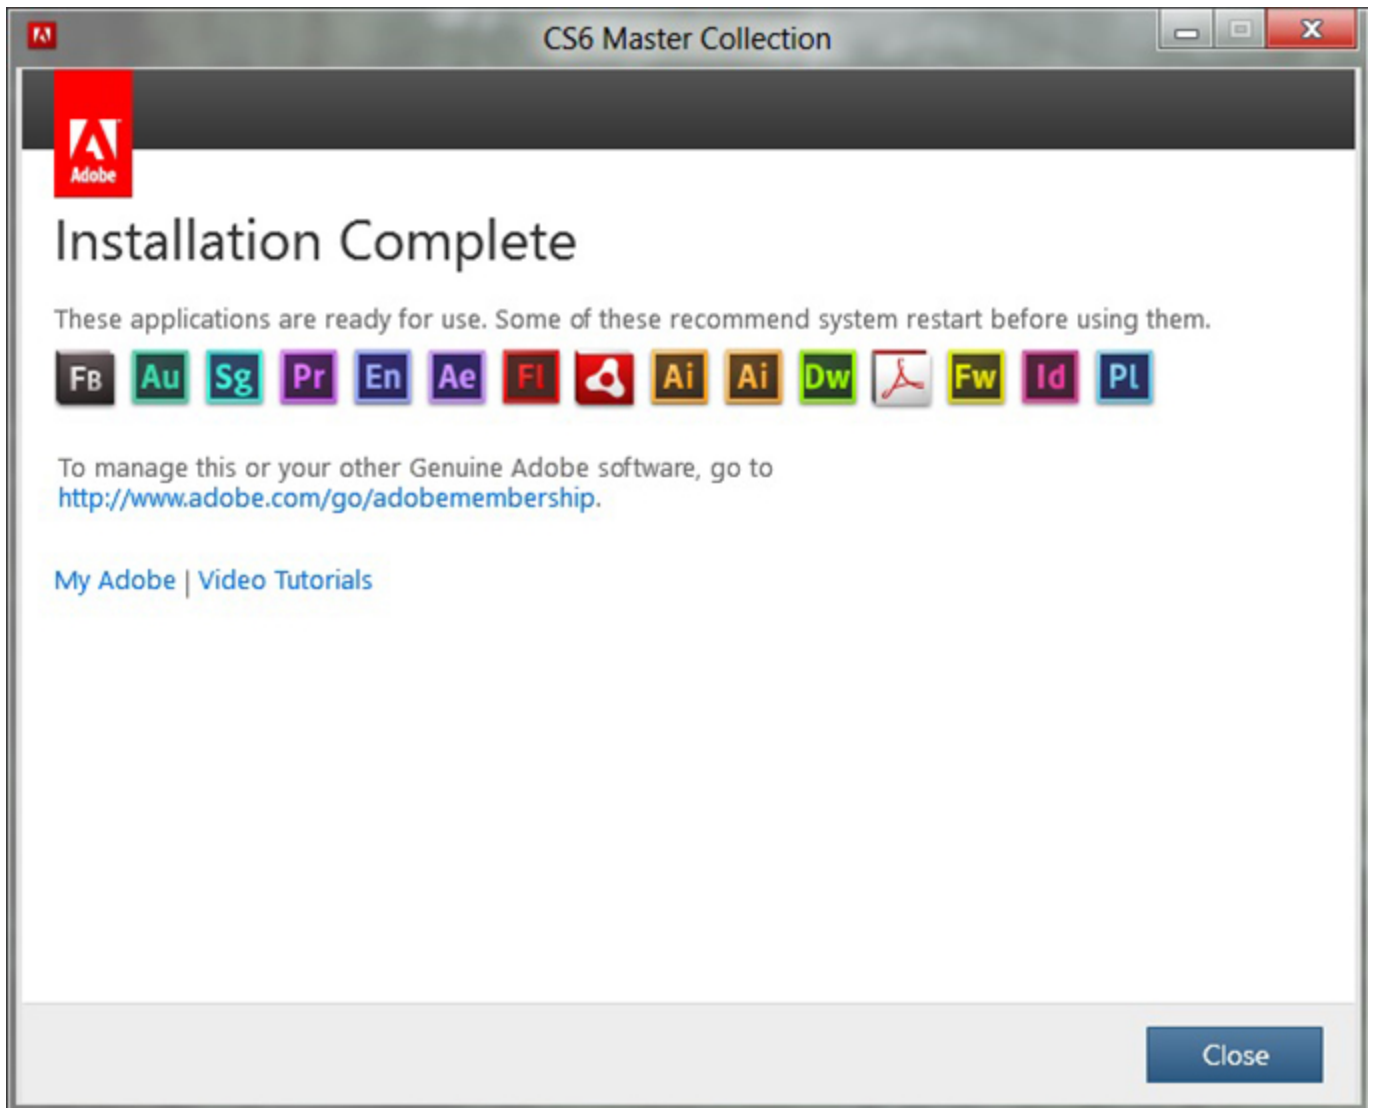 CS6 Master Collection
Adobe
Installation Complete
These applications are ready for use. Some of these recommend system restart before using them.
FB Au Sg Pr En Ae Fl Ai Ai Dw Fw Id Pl
To manage this or your other Genuine Adobe software, go to
http://www.adobe.com/go/adobemembership.
My Adobe | Video Tutorials
Close